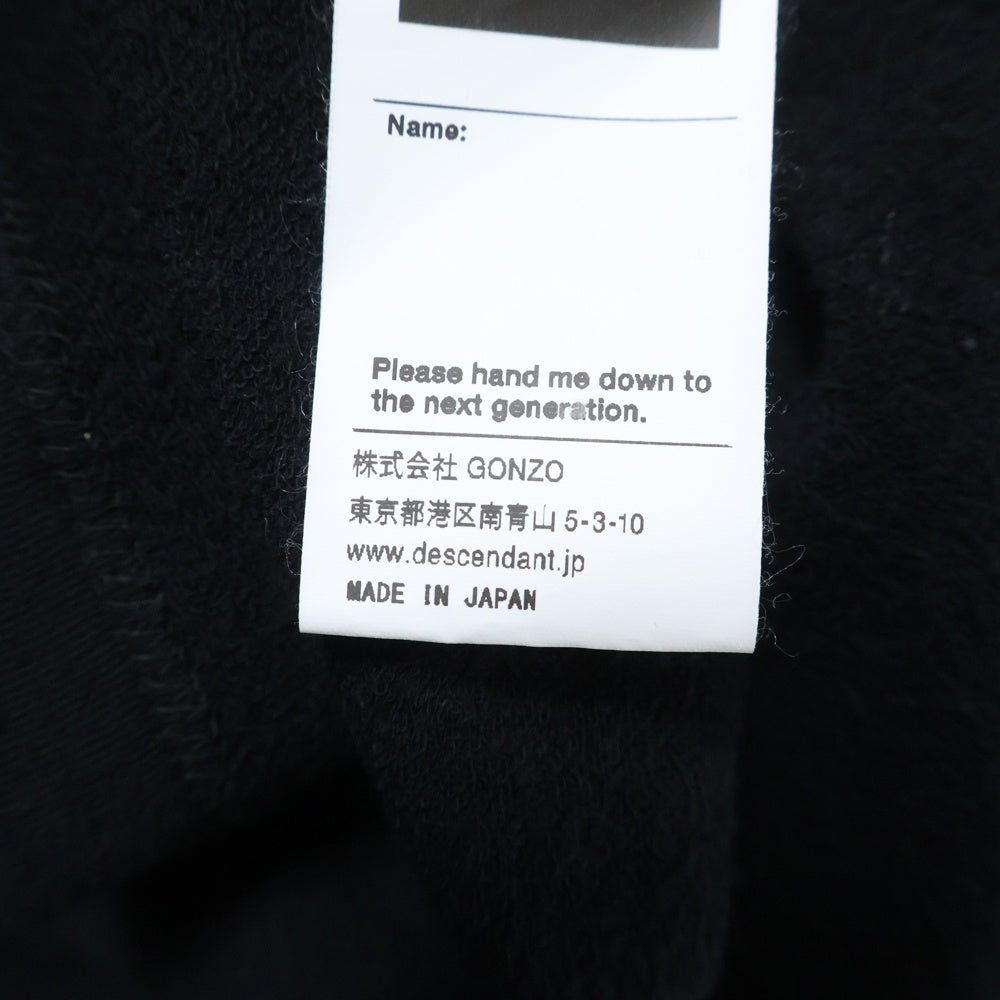 Name:
Please hand me down to
the next generation.
株式会社 GONZO
東京都港区南青山 5-3-10
www.descendant.jp
MADE IN JAPAN